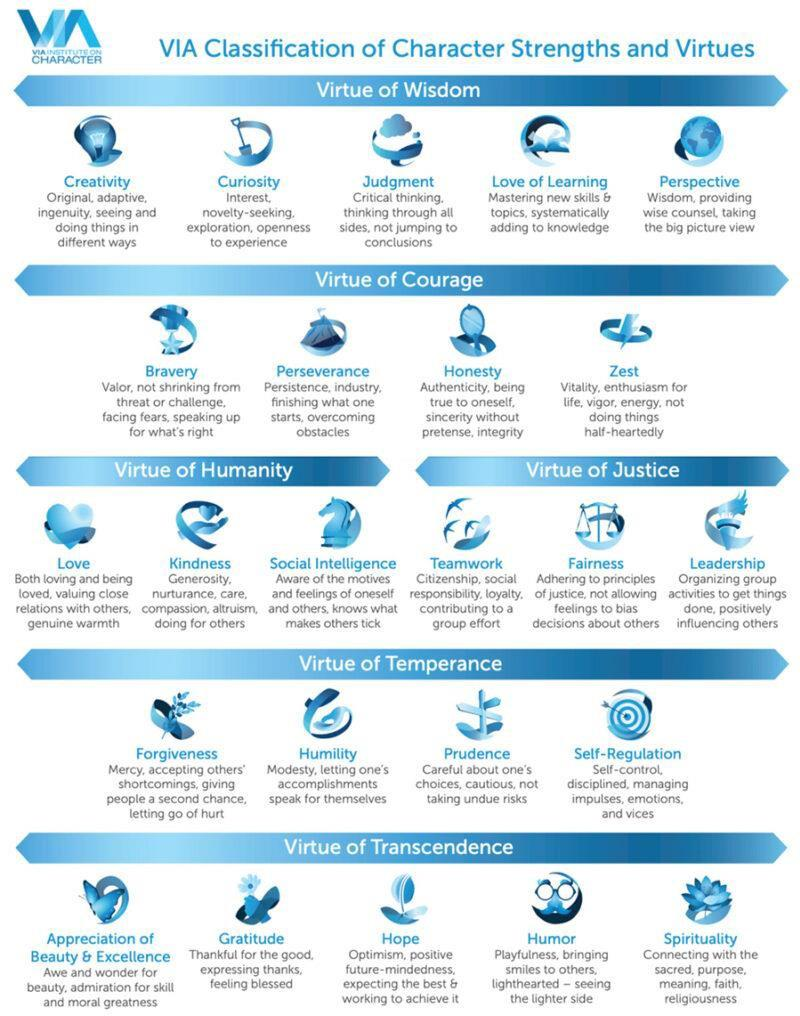 VIA
VIA INSTITUTE ON
CHARACTER
VIA Classification of Character Strengths and Virtues
Virtue of Wisdom
Creativity
Original, adaptive,
ingenuity, seeing and
doing things in
different ways
Curiosity
Interest,
novelty-seeking,
exploration, openness
to experience
Judgment
Critical thinking,
thinking through all
sides, not jumping to
conclusions
Love of Learning
Mastering new skills &
topics, systematically
adding to knowledge
Perspective
Wisdom, providing
wise counsel, taking
the big picture view
Virtue of Courage
Bravery
Valor, not shrinking from
threat or challenge,
facing fears, speaking up
for what's right
Perseverance
Persistence, industry,
finishing what one
starts, overcoming
obstacles
Honesty
Authenticity, being
true to oneself,
sincerity without
pretense, integrity
Zest
Vitality, enthusiasm for
life, vigor, energy, not
doing things
half-heartedly
Virtue of Humanity
Love
Both loving and being
loved, valuing close
relations with others,
genuine warmth
Kindness
Generosity,
nurturance, care,
compassion, altruism,
doing for others
Social Intelligence
Aware of the motives
and feelings of oneself
and others, knows what
makes others tick
Virtue of Justice
Teamwork
Citizenship, social
responsibility, loyalty,
contributing to a
group effort
Fairness
Adhering to principles
of justice, not allowing
feelings to bias
decisions about others
Leadership
Organizing group
activities to get things
done, positively
influencing others
Virtue of Temperance
Forgiveness
Mercy, accepting others'
shortcomings, giving
people a second chance,
letting go of hurt
Humility
Modesty, letting one's
accomplishments
speak for themselves
Prudence
Careful about one's
choices, cautious, not
taking undue risks
Self-Regulation
Self-control,
disciplined, managing
impulses, emotions,
and vices
Virtue of Transcendence
Appreciation of
Beauty & Excellence
Awe and wonder for
beauty, admiration for skill
and moral greatness
Gratitude
Thankful for the good,
expressing thanks,
feeling blessed
Hope
Optimism, positive
future-mindedness,
expecting the best &
working to achieve it
Humor
Playfulness, bringing
smiles to others,
lighthearted – seeing
the lighter side
Spirituality
Connecting with the
sacred, purpose,
meaning, faith,
religiousness